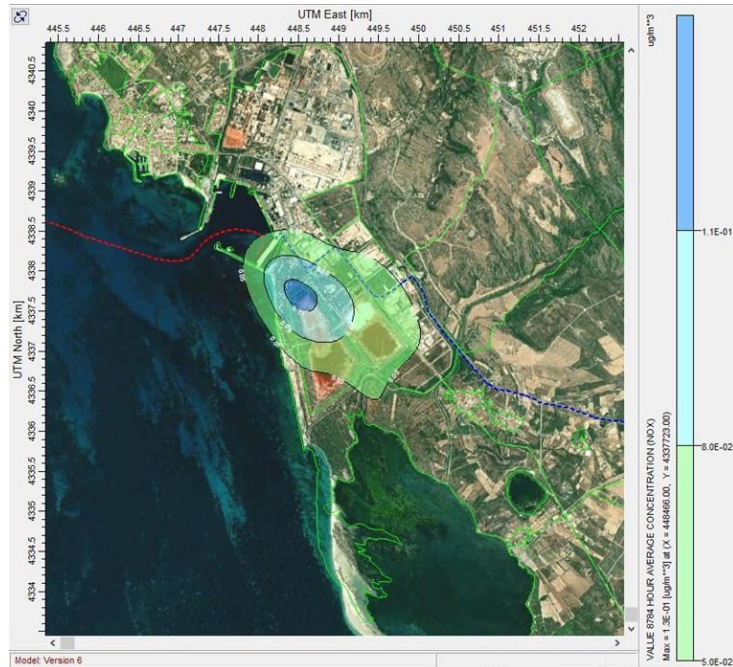 UTM East [km]
445.5 446 446.5 447 447.5 448 448.5 449 449.5 450 450.5 451 451.5 452
UTM North [km]
4340.5
4340
4339.5
4339
4338.5
4338
4337.5
4337
4336.5
4336
4335.5
4335
4334.5
4334
ug/m**3
1.1E-01
8.0E-02
5.0E-02
VALUE 8784 HOUR AVERAGE CONCENTRATION (NOX)
Max = 1.3E-01 [ug/m**3] at (X = 448466.00, Y = 4337723.00)
Model: Version 6